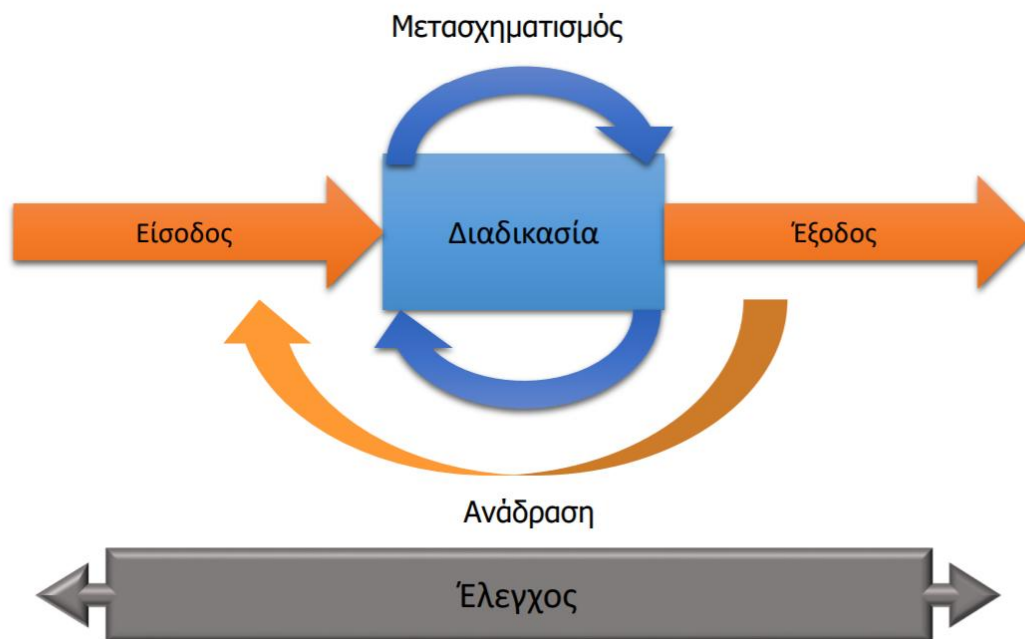 Μετασχηματισμός
Είσοδος
Διαδικασία
Έξοδος
Ανάδραση
Έλεγχος